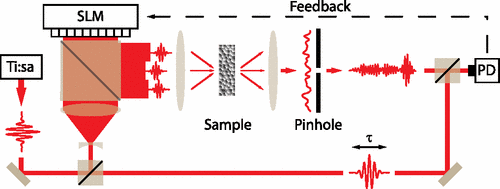 SLM
Feedback
Ti:sa
PD
Sample
Pinhole
τ